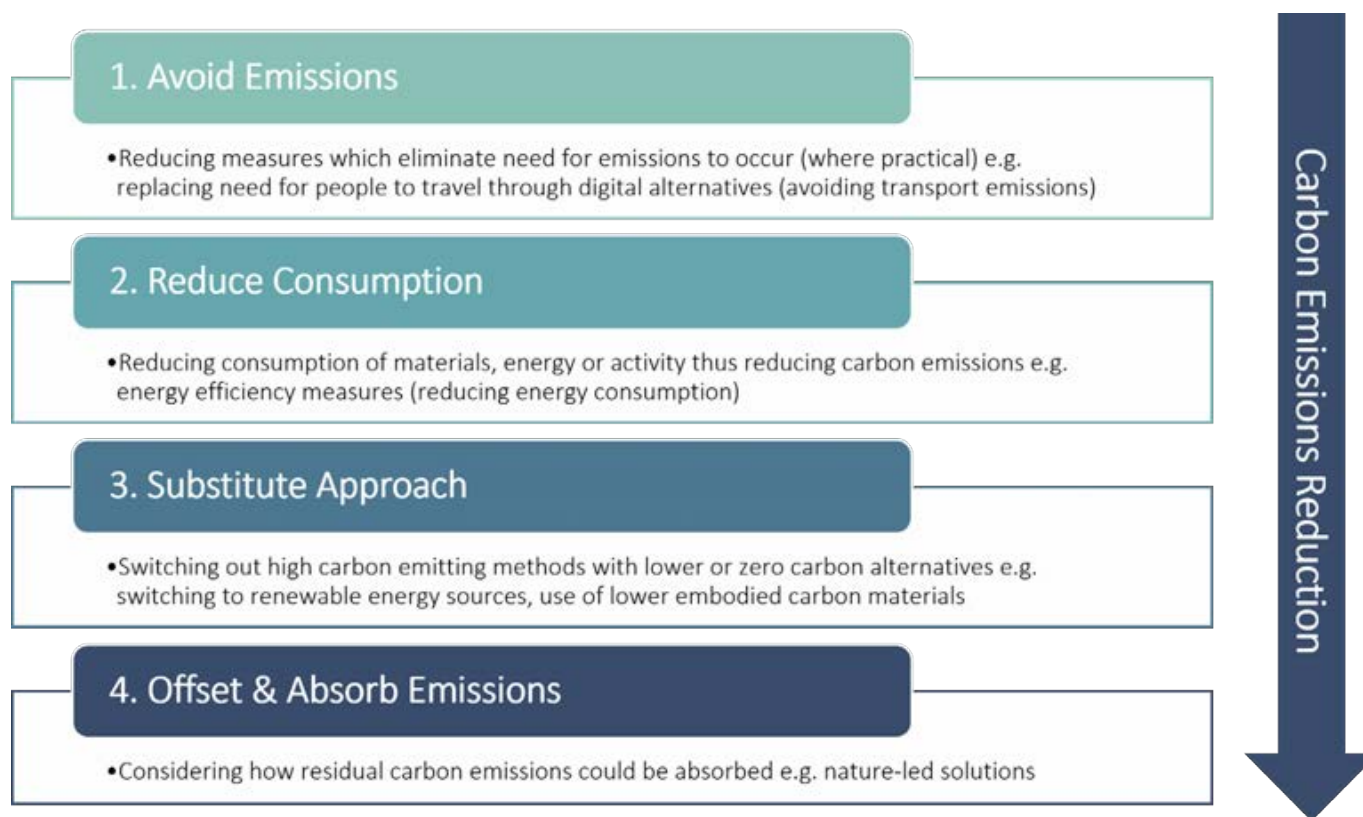 1. Avoid Emissions
•Reducing measures which eliminate need for emissions to occur (where practical) e.g.
replacing need for people to travel through digital alternatives (avoiding transport emissions)
2. Reduce Consumption
•Reducing consumption of materials, energy or activity thus reducing carbon emissions e.g.
energy efficiency measures (reducing energy consumption)
3. Substitute Approach
•Switching out high carbon emitting methods with lower or zero carbon alternatives e.g.
switching to renewable energy sources, use of lower embodied carbon materials
4. Offset & Absorb Emissions
•Considering how residual carbon emissions could be absorbed e.g. nature-led solutions
Carbon Emissions Reduction